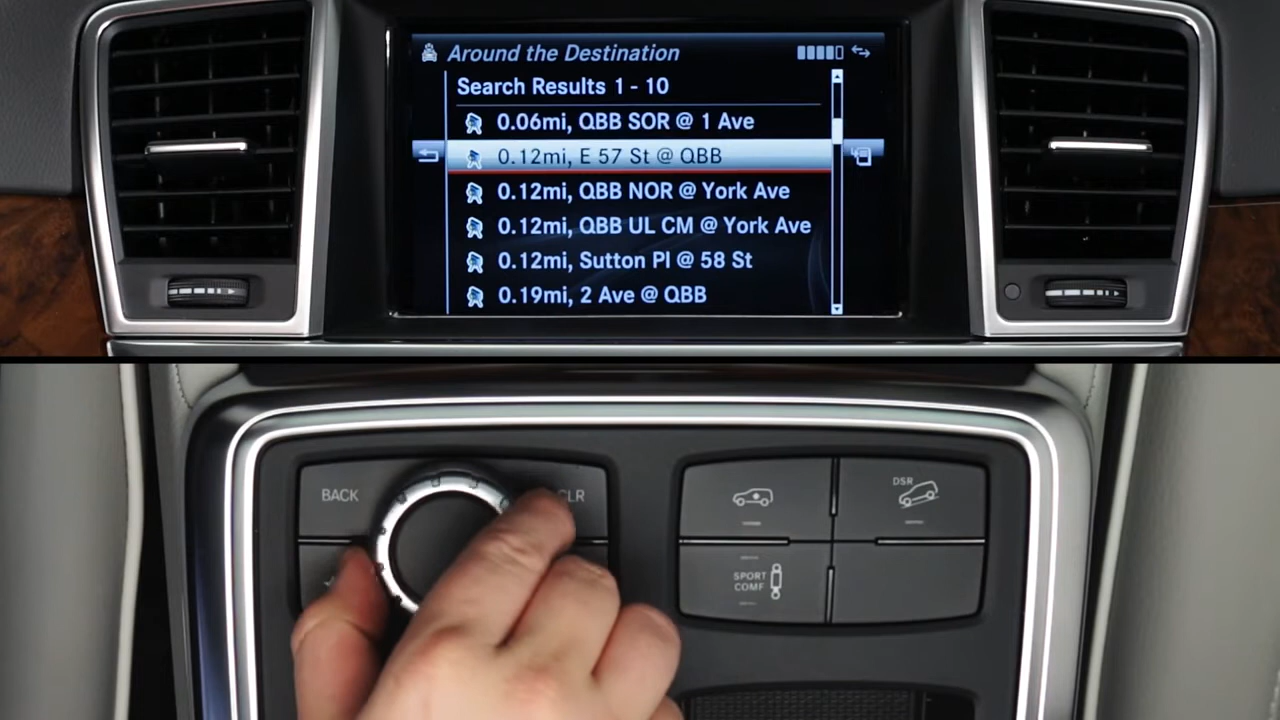 Around the Destination
Search Results 1 - 10
0.06mi, QBB SOR @ 1 Ave
0.12mi, E 57 St @ QBB
0.12mi, QBB NOR @ York Ave
0.12mi, QBB UL CM @ York Ave
0.12mi, Sutton Pl @ 58 St
0.19mi, 2 Ave @ QBB
BACK
CLR
DSR
SPORT
COMF